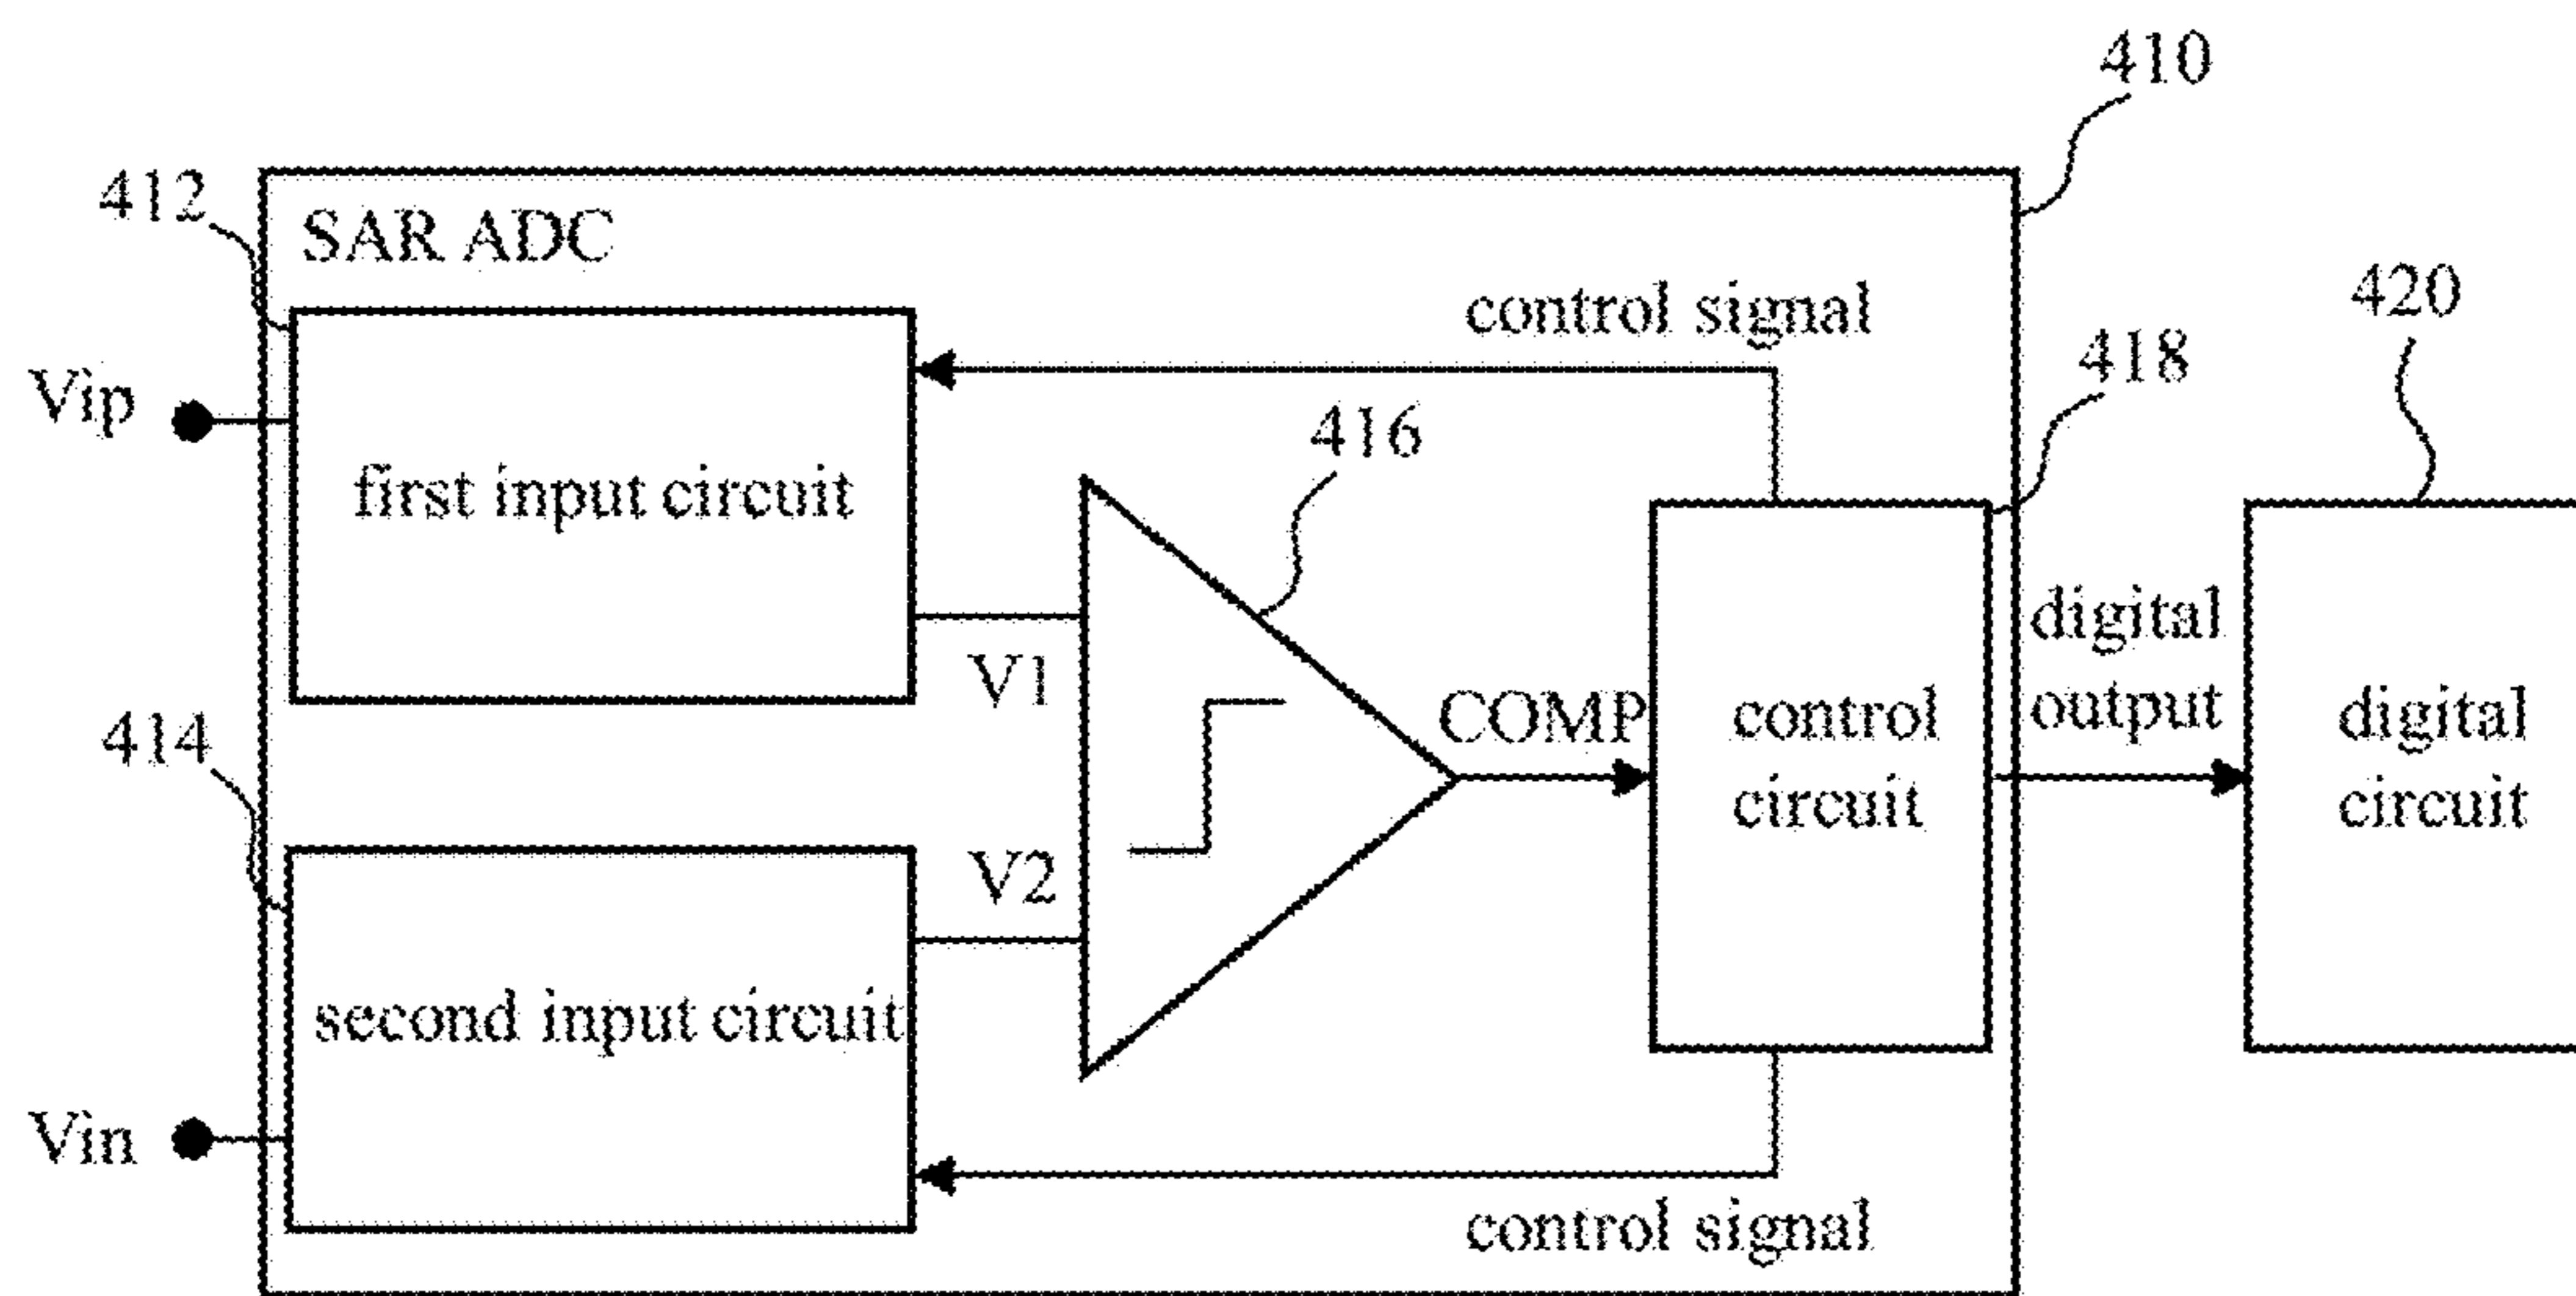 410
412
SAR ADC
420
control signal
418
Vip
416
first input circuit
digital
V1
COMP
control
output
digital
414
circuit
circuit
V2
second input circuit
Vin
control signal